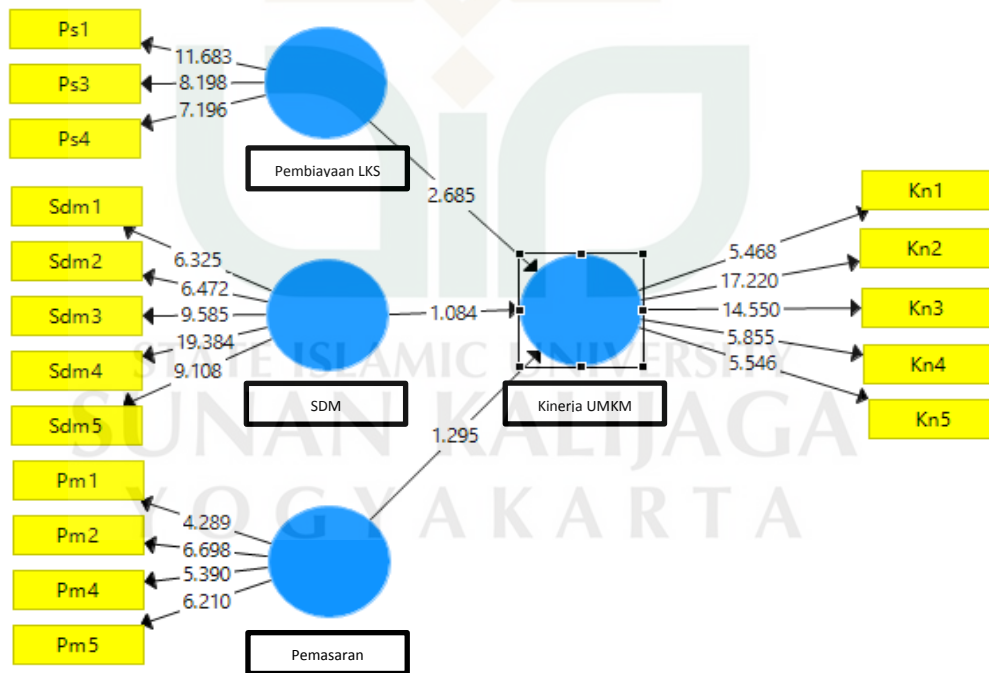 Ps1
11.683
Ps3
8.198
Ps4
7.196
Pembiayaan LKS
2.685
Sdm1
6.325
Sdm2
6.472
Sdm3
9.585
Sdm4
19.384
Sdm5
9.108
SDM
1.084
Kn1
5.468
Kn2
17.220
Kn3
14.550
Kn4
5.855
Kn5
5.546
Kinerja UMKM
1.295
Pm1
4.289
Pm2
6.698
Pm4
5.390
Pm5
6.210
Pemasaran
STATE ISLAMIC UNIVERSITY
SUNAN KALIJAGA
YOGYAKARTA